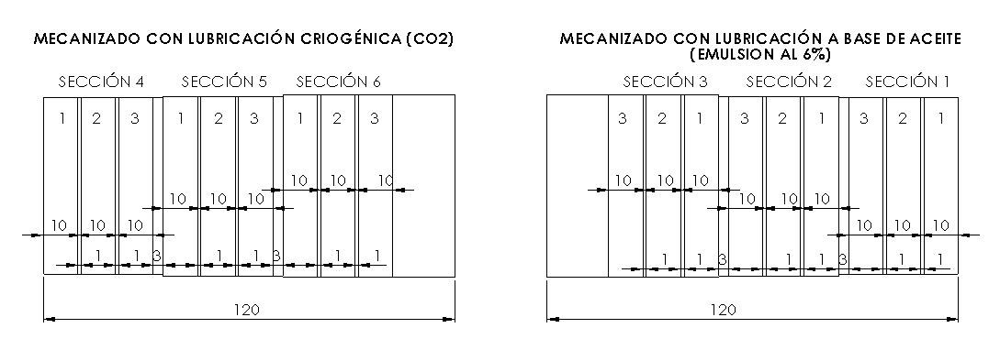 MECANIZADO CON LUBRICACIÓN CRIOGÉNICA (CO2)
SECCIÓN 4 SECCIÓN 5 SECCIÓN 6
1 2 3 1 2 3 1 2 3
10 10 10
10 10 10
10 10 10
1 1 3 1 1 3 1 1
120
MECANIZADO CON LUBRICACIÓN A BASE DE ACEITE
(EMULSION AL 6%)
SECCIÓN 3 SECCIÓN 2 SECCIÓN 1
3 2 1 3 2 1 3 2 1
10 10 10
10 10 10
10 10 10
1 1 3 1 1 3 1 1
120